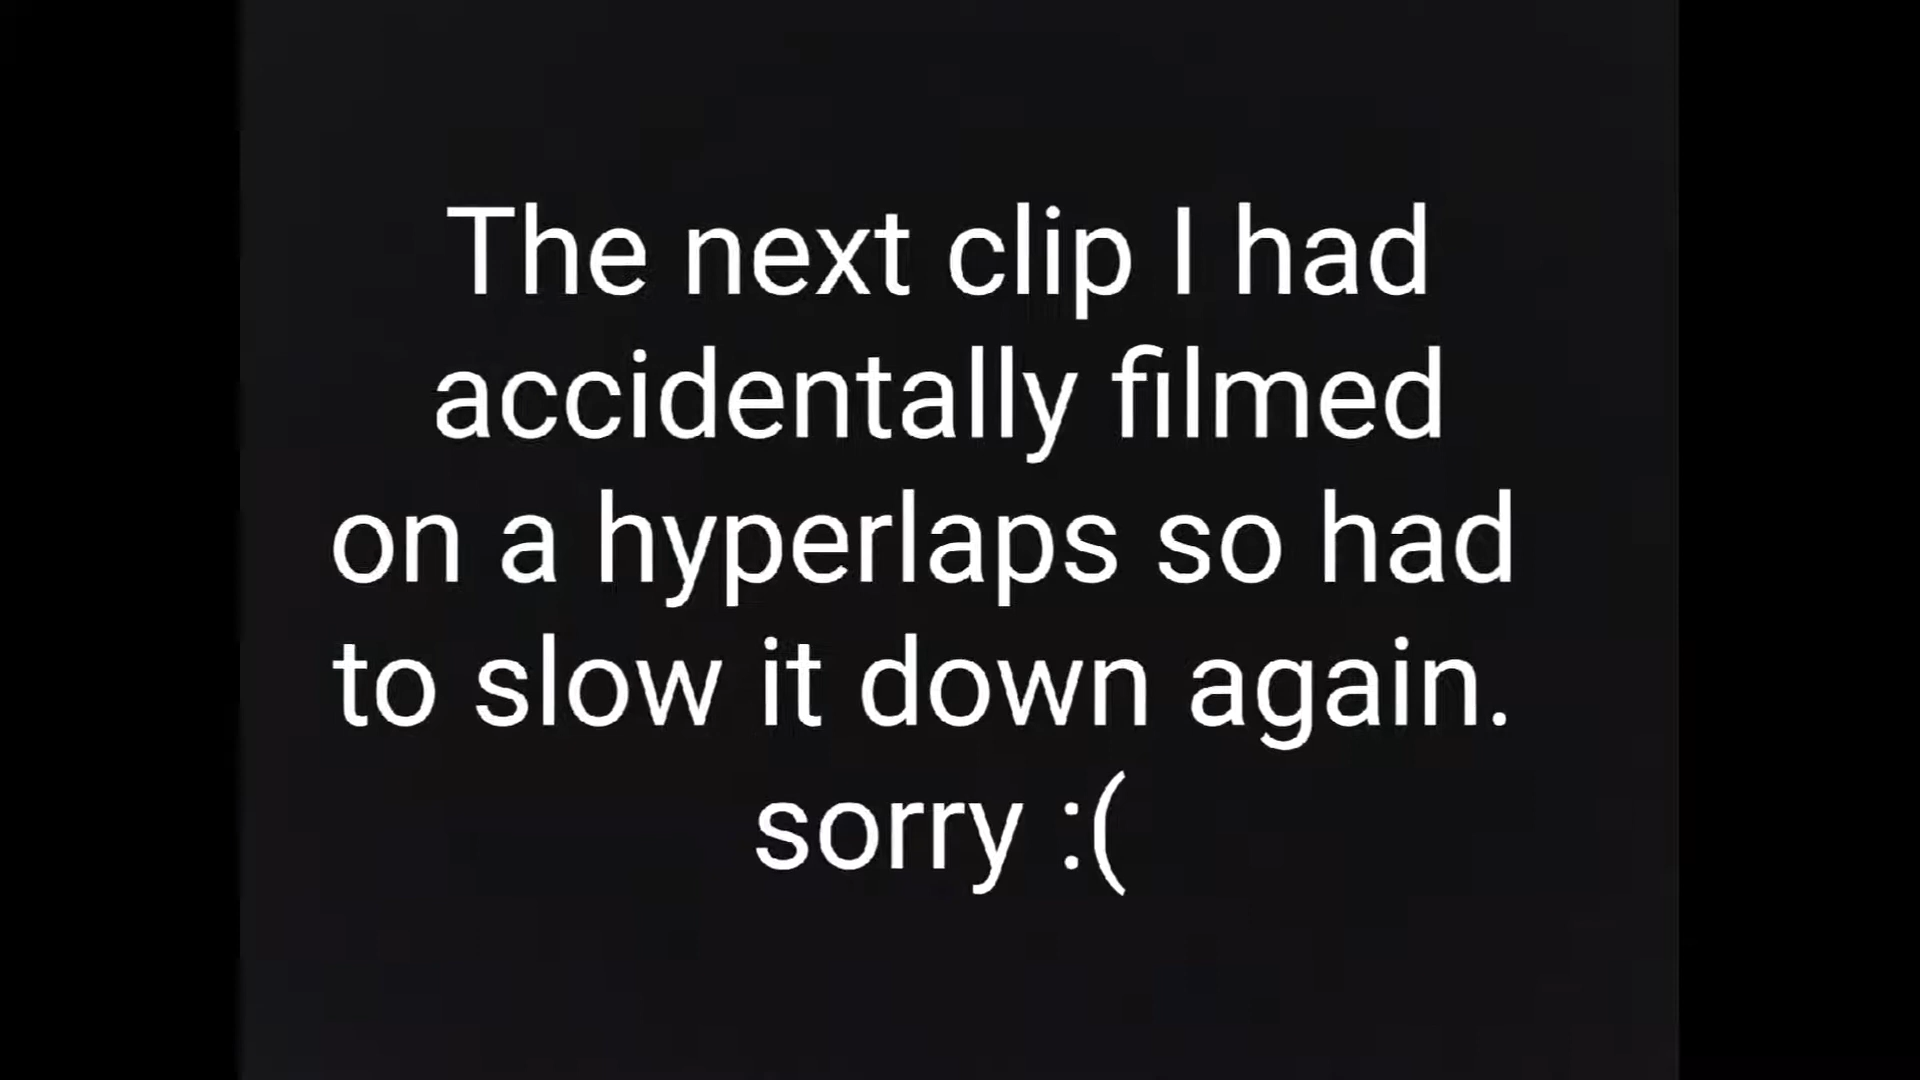 The next clip I had
accidentally filmed
on a hyperlaps so had
to slow it down again.
sorry :(